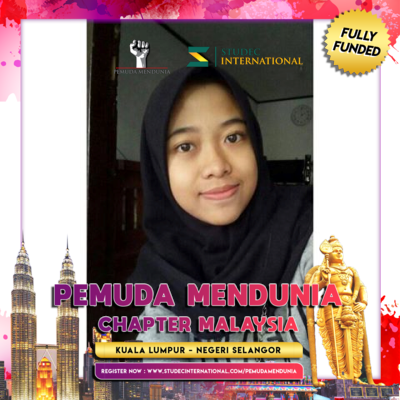 FULLY
FUNDED
PEMUDA MENDUNIA
STUDEC
INTERNATIONAL
PEMUDA MENDUNIA
CHAPTER MALAYSIA
KUALA LUMPUR - NEGERI SELANGOR
REGISTER NOW : WWW.STUDECINTERNATIONAL.COM/PEMUDAMENDUNIA